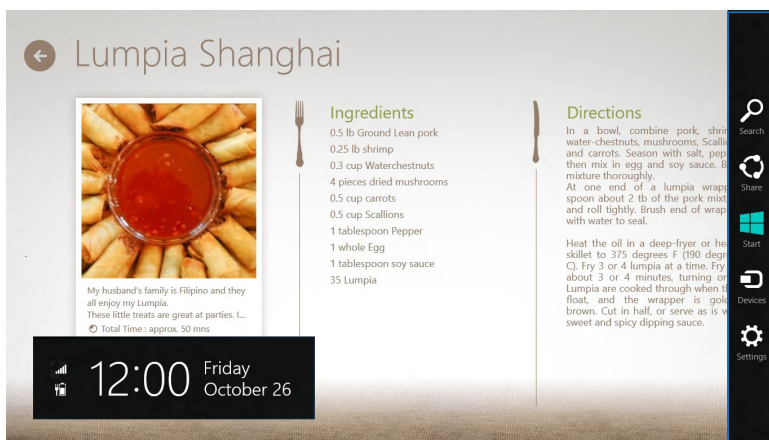 Lumpia Shanghai
My husband's family is Filipino and they
all enjoy my Lumpia.
These little treats are great at parties. I...
Total Time : approx. 50 mns
Ingredients
0.5 lb Ground Lean pork
0.25 lb shrimp
0.3 cup Waterchestnuts
4 pieces dried mushrooms
0.5 cup carrots
0.5 cup Scallions
1 tablespoon Pepper
1 whole Egg
1 tablespoon soy sauce
35 Lumpia
Directions
In a bowl, combine pork,
water-chestnuts, mushrooms,
and carrots. Season with salt,
then mix in egg and soy sauce.
mixture thoroughly.
At one end of a lumpia
spoon about 2 tb of the pork
and roll tightly. Brush end of
with water to seal.
Heat the oil in a deep-fryer or
skillet to 375 degrees F (190
C). Fry 3 or 4 lumpia at a time. Fry
about 3 or 4 minutes, turning
Lumpia are cooked through when
float, and the wrapper is
brown. Cut in half, or serve as is
sweet and spicy dipping sauce.
Search
Share
Start
Devices
Settings
12:00 Friday
October 26